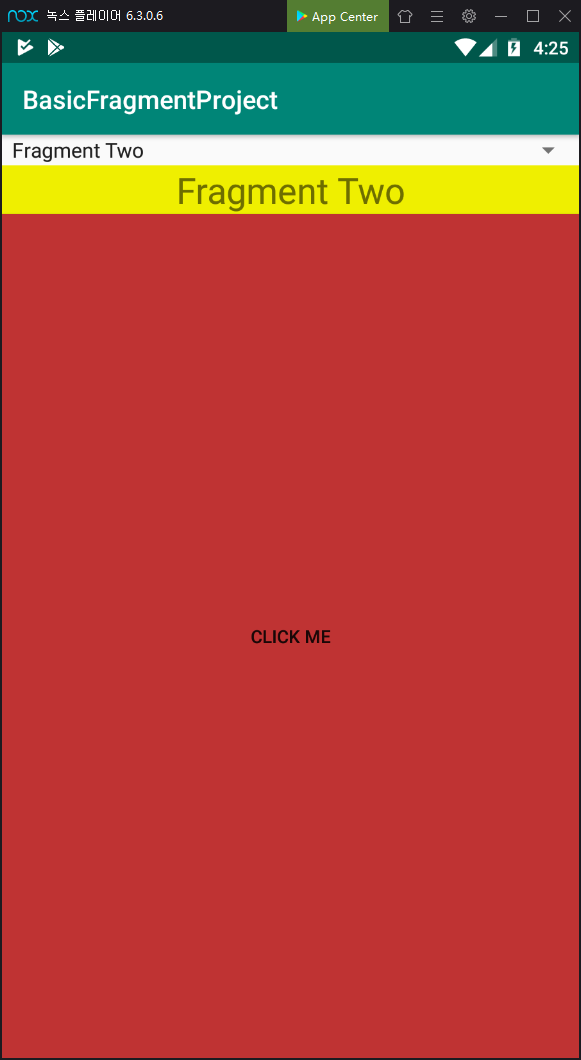 nox 녹스 플레이어 6.3.0.6 App Center
4:25
BasicFragmentProject
Fragment Two
Fragment Two
CLICK ME